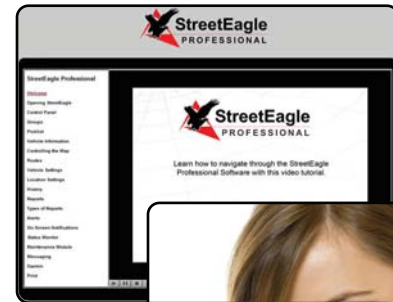 StreetEagle
PROFESSIONAL
StreetEagle Professional
Welcome
Opening StreetEagle
Control Panel
Groups
Pocklist
Vehicle Information
Controlling the Map
Routes
Vehicle Settings
Location Settings
History
Reports
Types of Reports
Alerts
On Screen Notifications
Status Monitor
Maintenance Module
Messaging
Garmin
Print
StreetEagle
PROFESSIONAL
Learn how to navigate through the StreetEagle
Professional Software with this video tutorial.